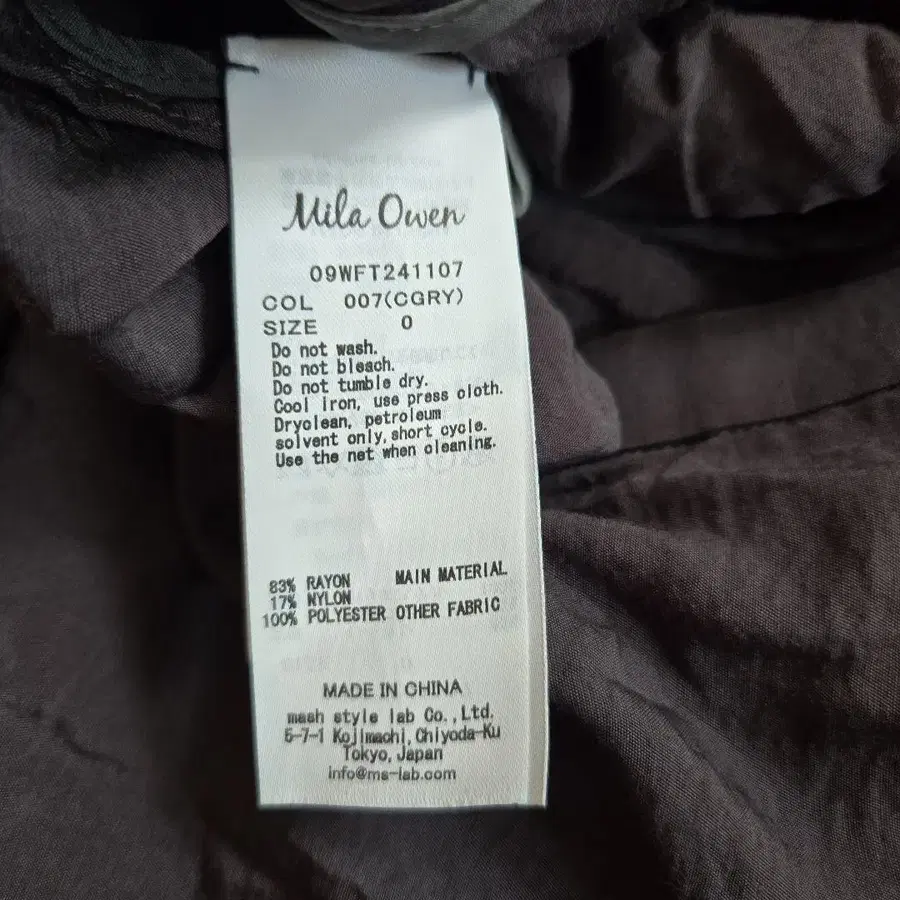 Mila Owen
09WFT241107
COL 007(CGRY)
SIZE 0
Do not wash.
Do not bleach.
Do not tumble dry.
Cool iron, use press cloth.
Dryclean, petroleum
solvent only,short cycle.
Use the net when cleaning.
83% RAYON MAIN MATERIAL
17% NYLON
100% POLYESTER OTHER FABRIC
MADE IN CHINA
mash style lab Co.,Ltd.
5-7-1 Kojimachi,Chiyoda-Ku
Tokyo,Japan
info@ms-lab.com